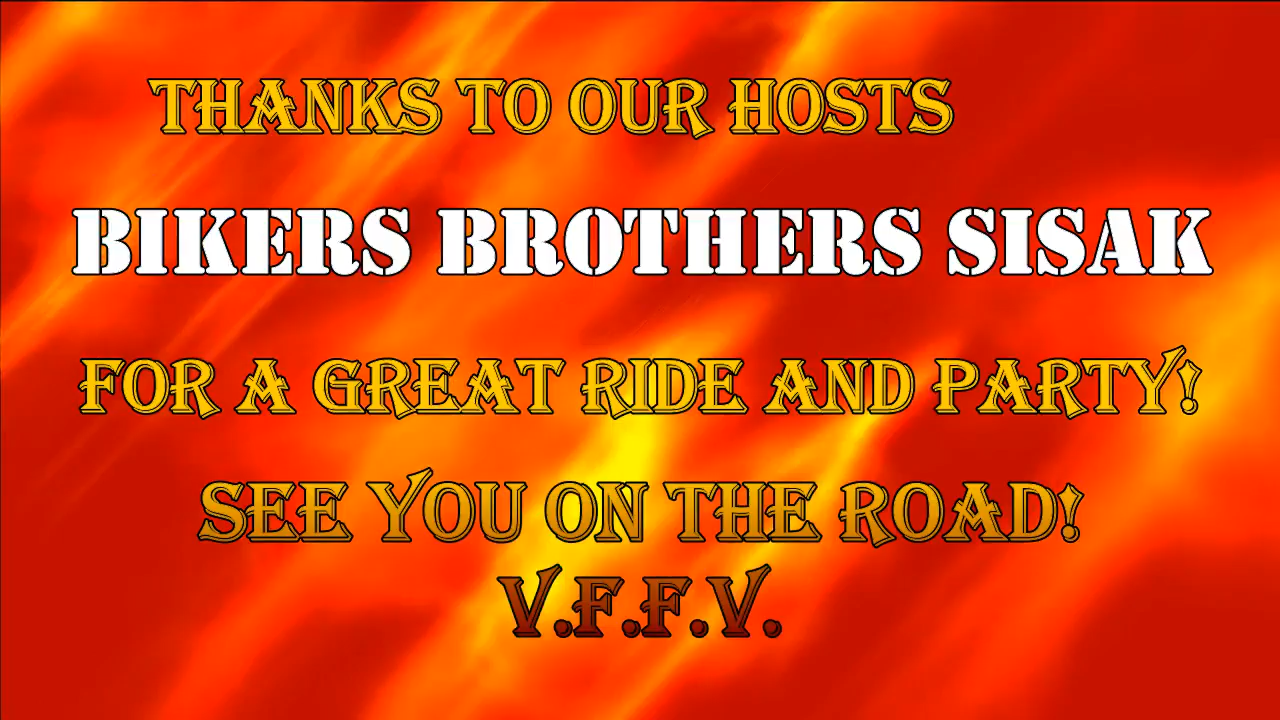 THANKS TO OUR HOSTS
BIKERS BROTHERS SISAK
FOR A GREAT RIDE AND PARTY!
SEE YOU ON THE ROAD!
V.F.F.V.